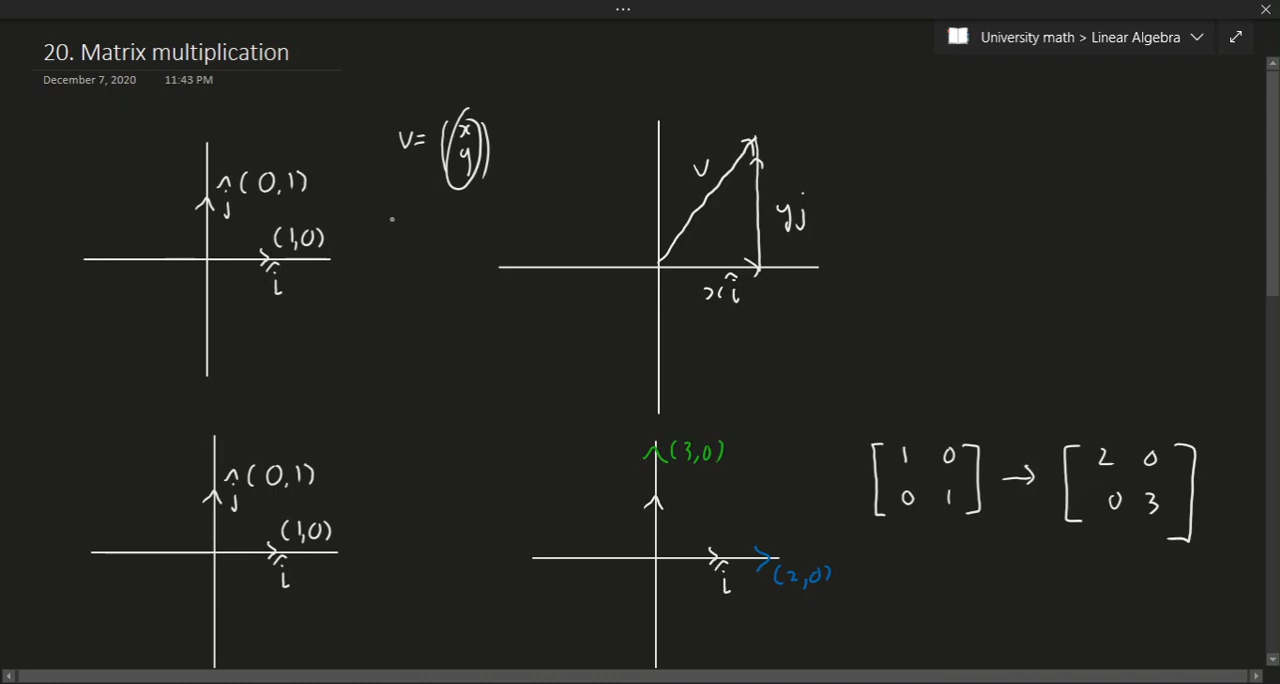 20. Matrix multiplication
University math > Linear Algebra
December 7, 2020 11:43 PM
v= (x
y)
ĵ (0,1)
(1,0)
î
v
yj
xî
ĵ (0,1)
(1,0)
î
(3,0)
î
(2,0)
[1 0
0 1] → [2 0
0 3]